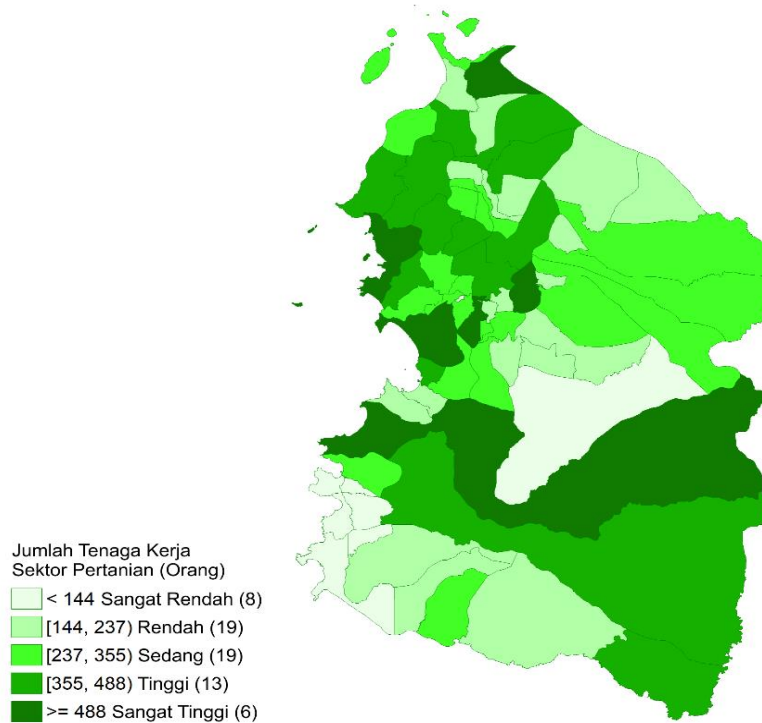 Jumlah Tenaga Kerja
Sektor Pertanian (Orang)
< 144 Sangat Rendah (8)
[144, 237) Rendah (19)
[237, 355) Sedang (19)
[355, 488) Tinggi (13)
>= 488 Sangat Tinggi (6)